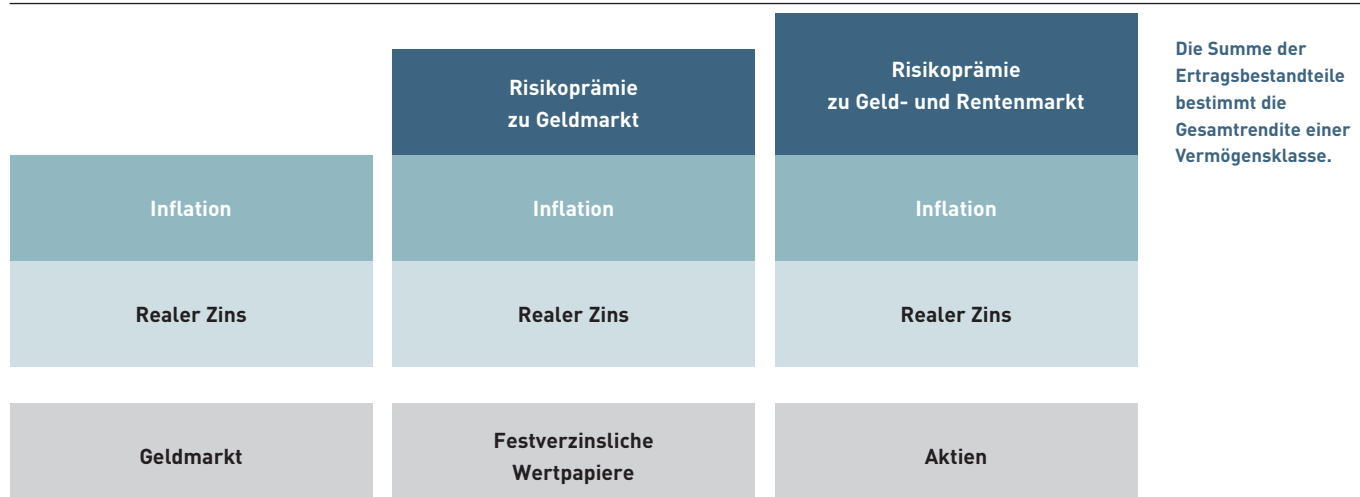 Risikoprämie
zu Geldmarkt
Risikoprämie
zu Geld- und Rentenmarkt
Die Summe der
Ertragsbestandteile
bestimmt die
Gesamtrendite einer
Vermögensklasse.
Inflation
Inflation
Inflation
Realer Zins
Realer Zins
Realer Zins
Geldmarkt
Festverzinsliche
Wertpapiere
Aktien